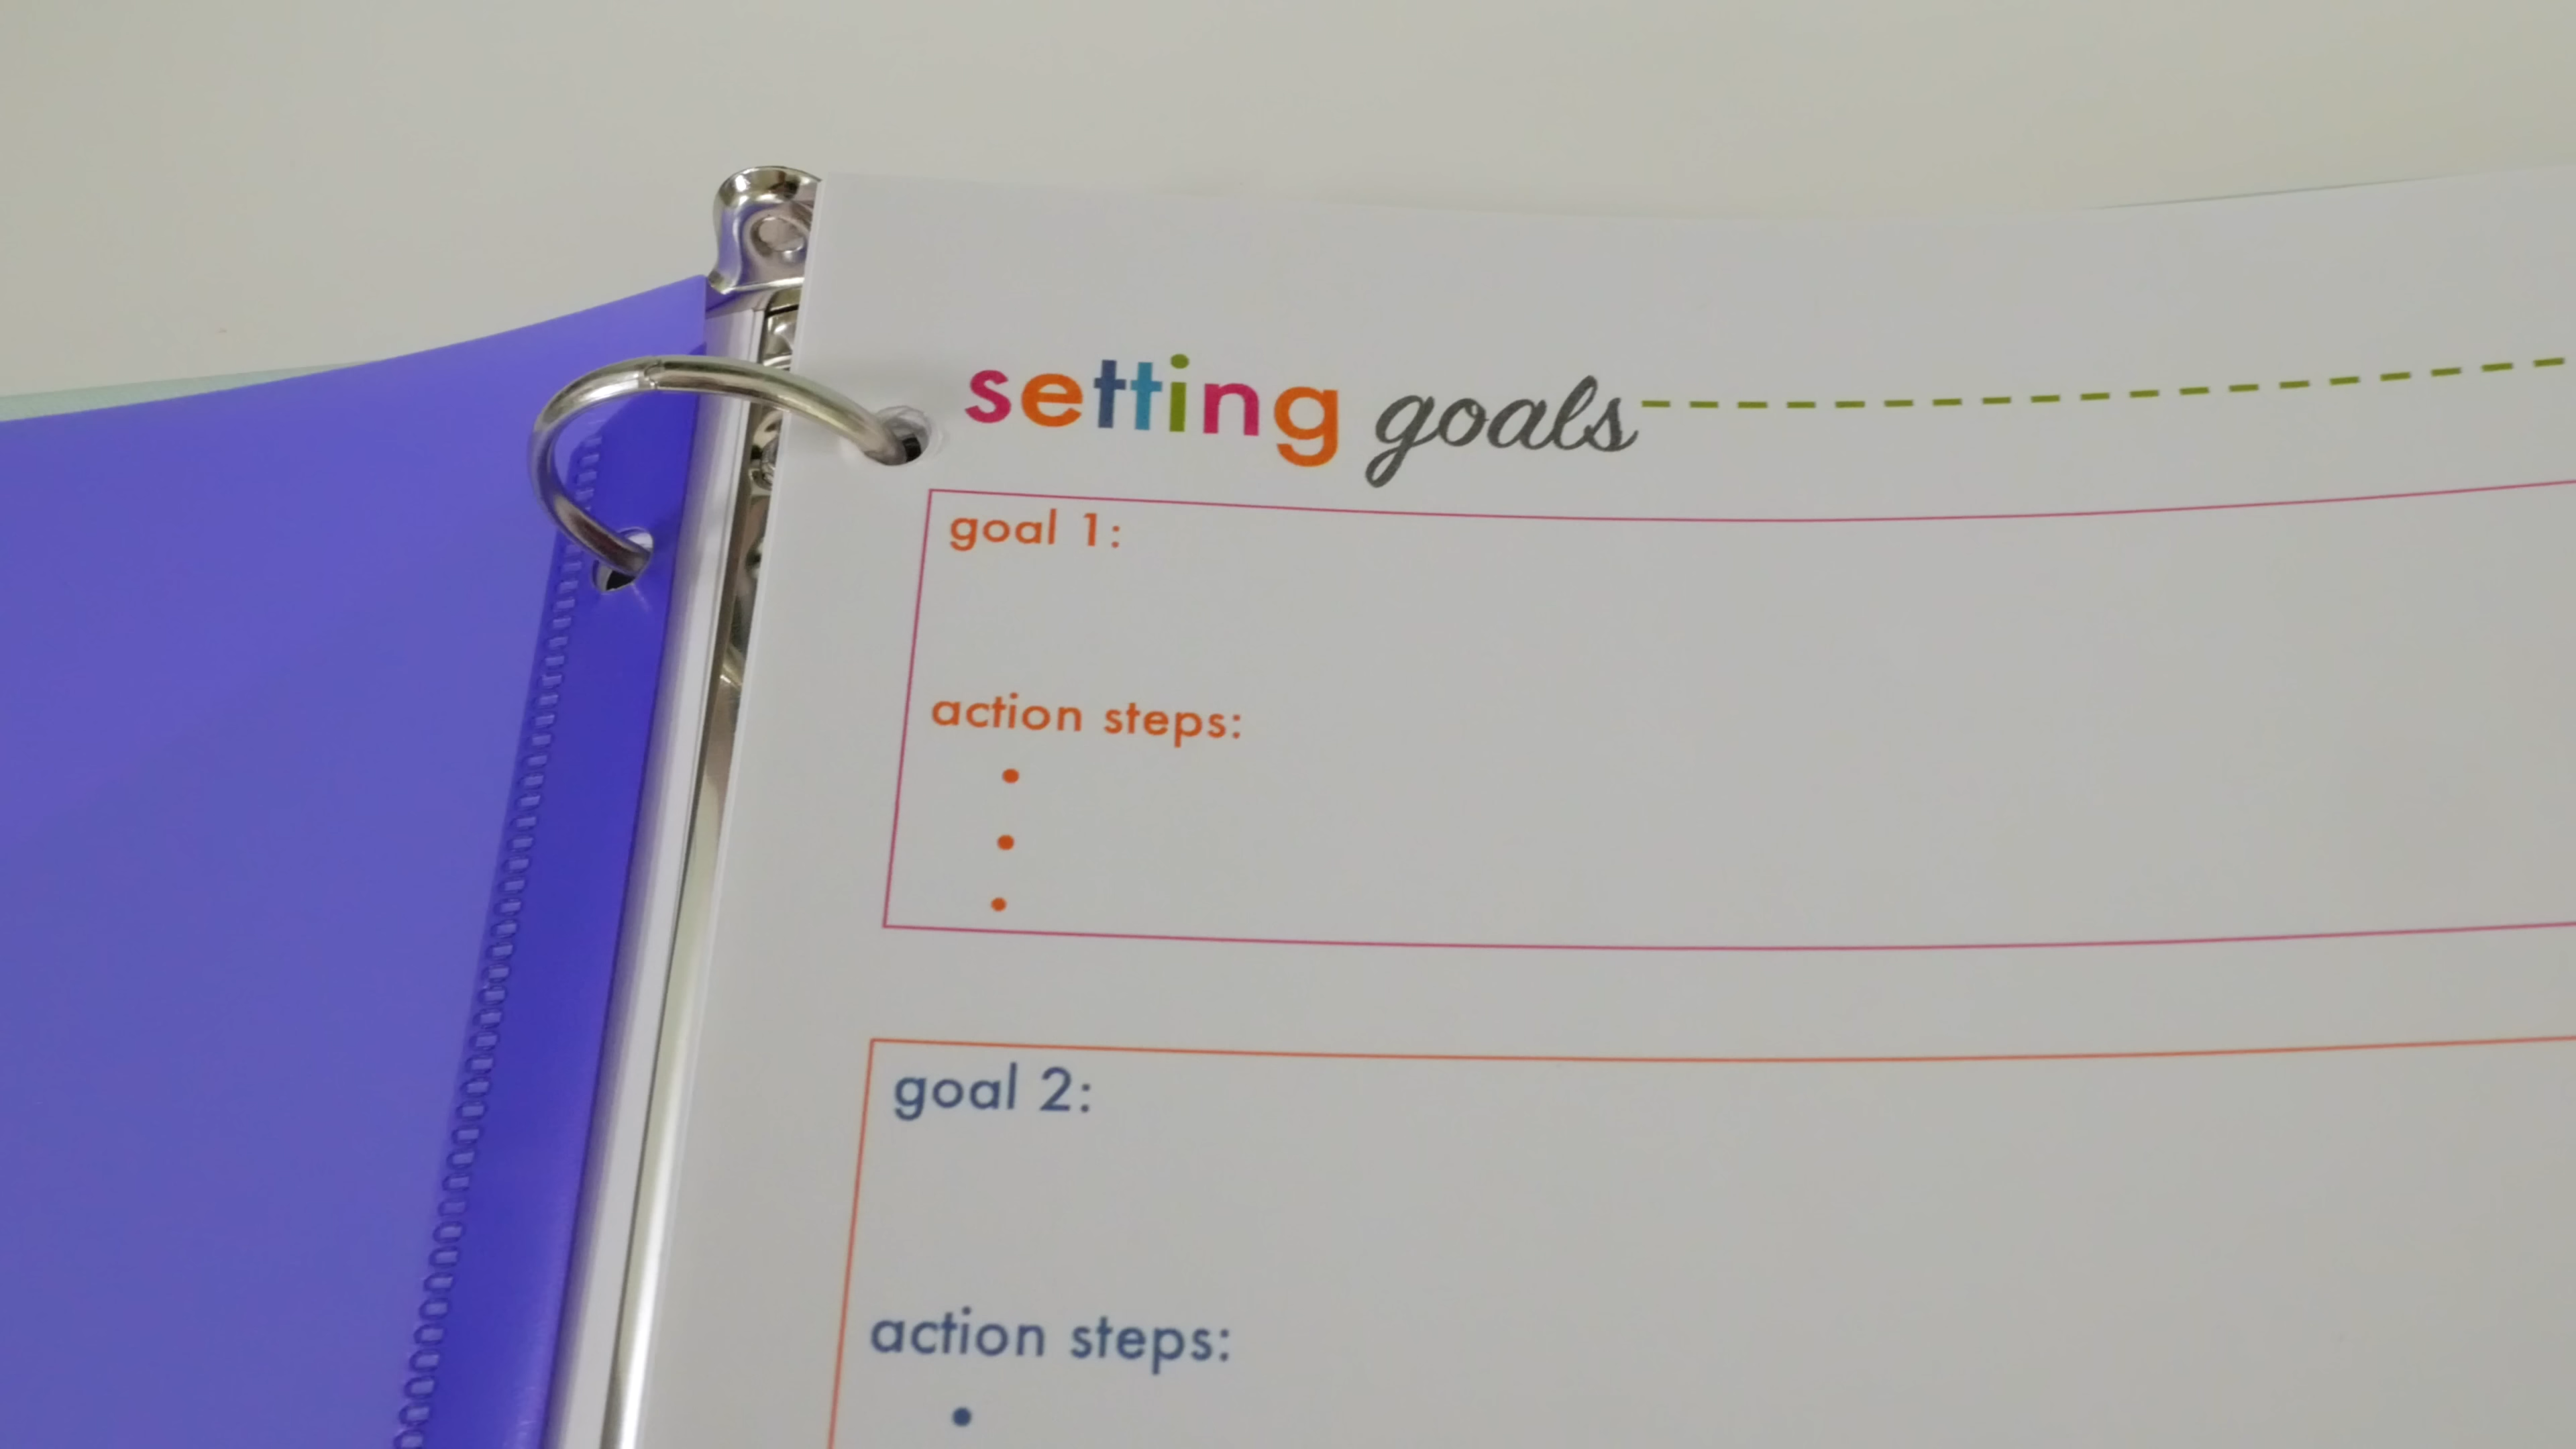 setting goals
goal 1:
action steps:
•
•
•
goal 2:
action steps:
•